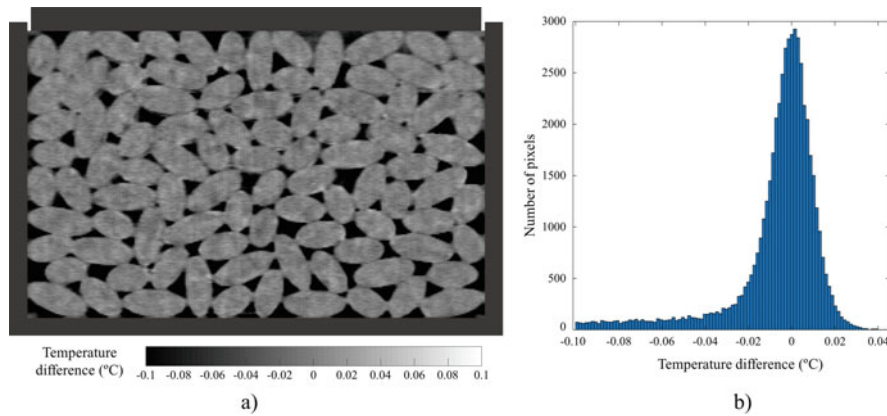 Temperature
difference (ºC)
-0.1 -0.08 -0.06 -0.04 -0.02 0 0.02 0.04 0.06 0.08 0.1
a)
3000
2500
2000
1500
1000
500
0
Number of pixels
-0.10 -0.08 -0.06 -0.04 -0.02 0 0.02 0.04
Temperature difference (ºC)
b)